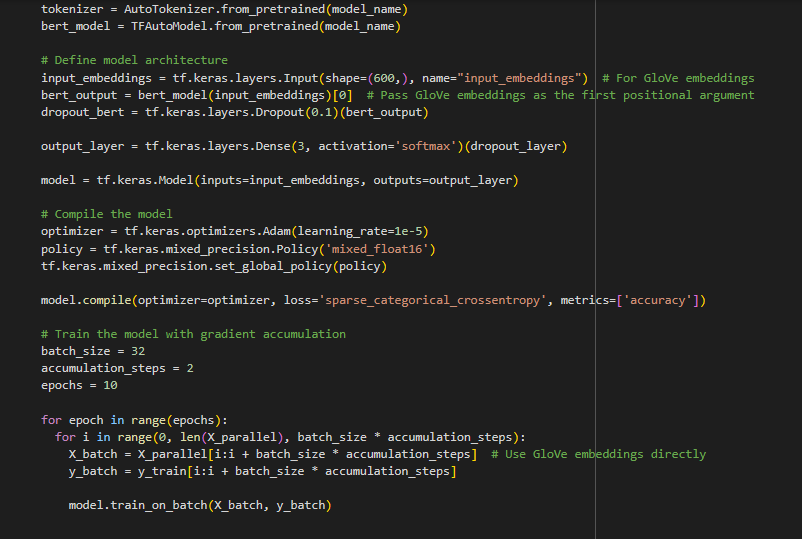 tokenizer = AutoTokenizer.from_pretrained(model_name)
bert_model = TFAutoModel.from_pretrained(model_name)
# Define model architecture
input_embeddings = tf.keras.layers.Input(shape=(600,), name="input_embeddings")  # For GloVe embeddings
bert_output = bert_model(input_embeddings)[0]  # Pass GloVe embeddings as the first positional argument
dropout_bert = tf.keras.layers.Dropout(0.1)(bert_output)
output_layer = tf.keras.layers.Dense(3, activation='softmax')(dropout_layer)
model = tf.keras.Model(inputs=input_embeddings, outputs=output_layer)
# Compile the model
optimizer = tf.keras.optimizers.Adam(learning_rate=1e-5)
policy = tf.keras.mixed_precision.Policy('mixed_float16')
tf.keras.mixed_precision.set_global_policy(policy)
model.compile(optimizer=optimizer, loss='sparse_categorical_crossentropy', metrics=['accuracy'])
# Train the model with gradient accumulation
batch_size = 32
accumulation_steps = 2
epochs = 10
for epoch in range(epochs):
  for i in range(0, len(X_parallel), batch_size * accumulation_steps):
    X_batch = X_parallel[i:i + batch_size * accumulation_steps]  # Use GloVe embeddings directly
    y_batch = y_train[i:i + batch_size * accumulation_steps]
    model.train_on_batch(X_batch, y_batch)